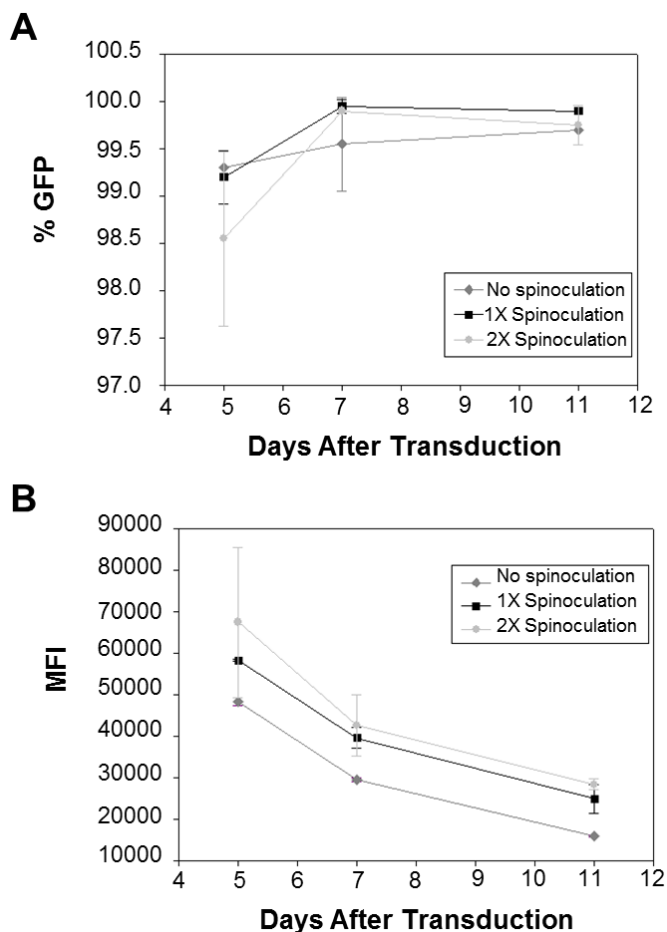 A
100.5
100.0
99.5
99.0
98.5
98.0
97.5
97.0
% GFP
No spinoculation
1X Spinoculation
2X Spinoculation
4 5 6 7 8 9 10 11 12
Days After Transduction
B
90000
80000
70000
60000
50000
40000
30000
20000
10000
MFI
No spinoculation
1X Spinoculation
2X Spinoculation
4 5 6 7 8 9 10 11 12
Days After Transduction